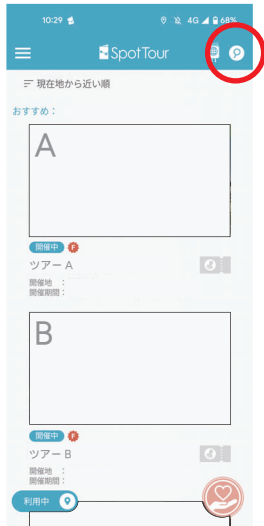 10:29 4G 68%
SpotTour P
現在地から近い順
おすすめ：
A
開催中 F
ツアー A
開催地 ：
開催期間：
B
開催中 F
ツアー B
開催地 ：
開催期間：
利用中